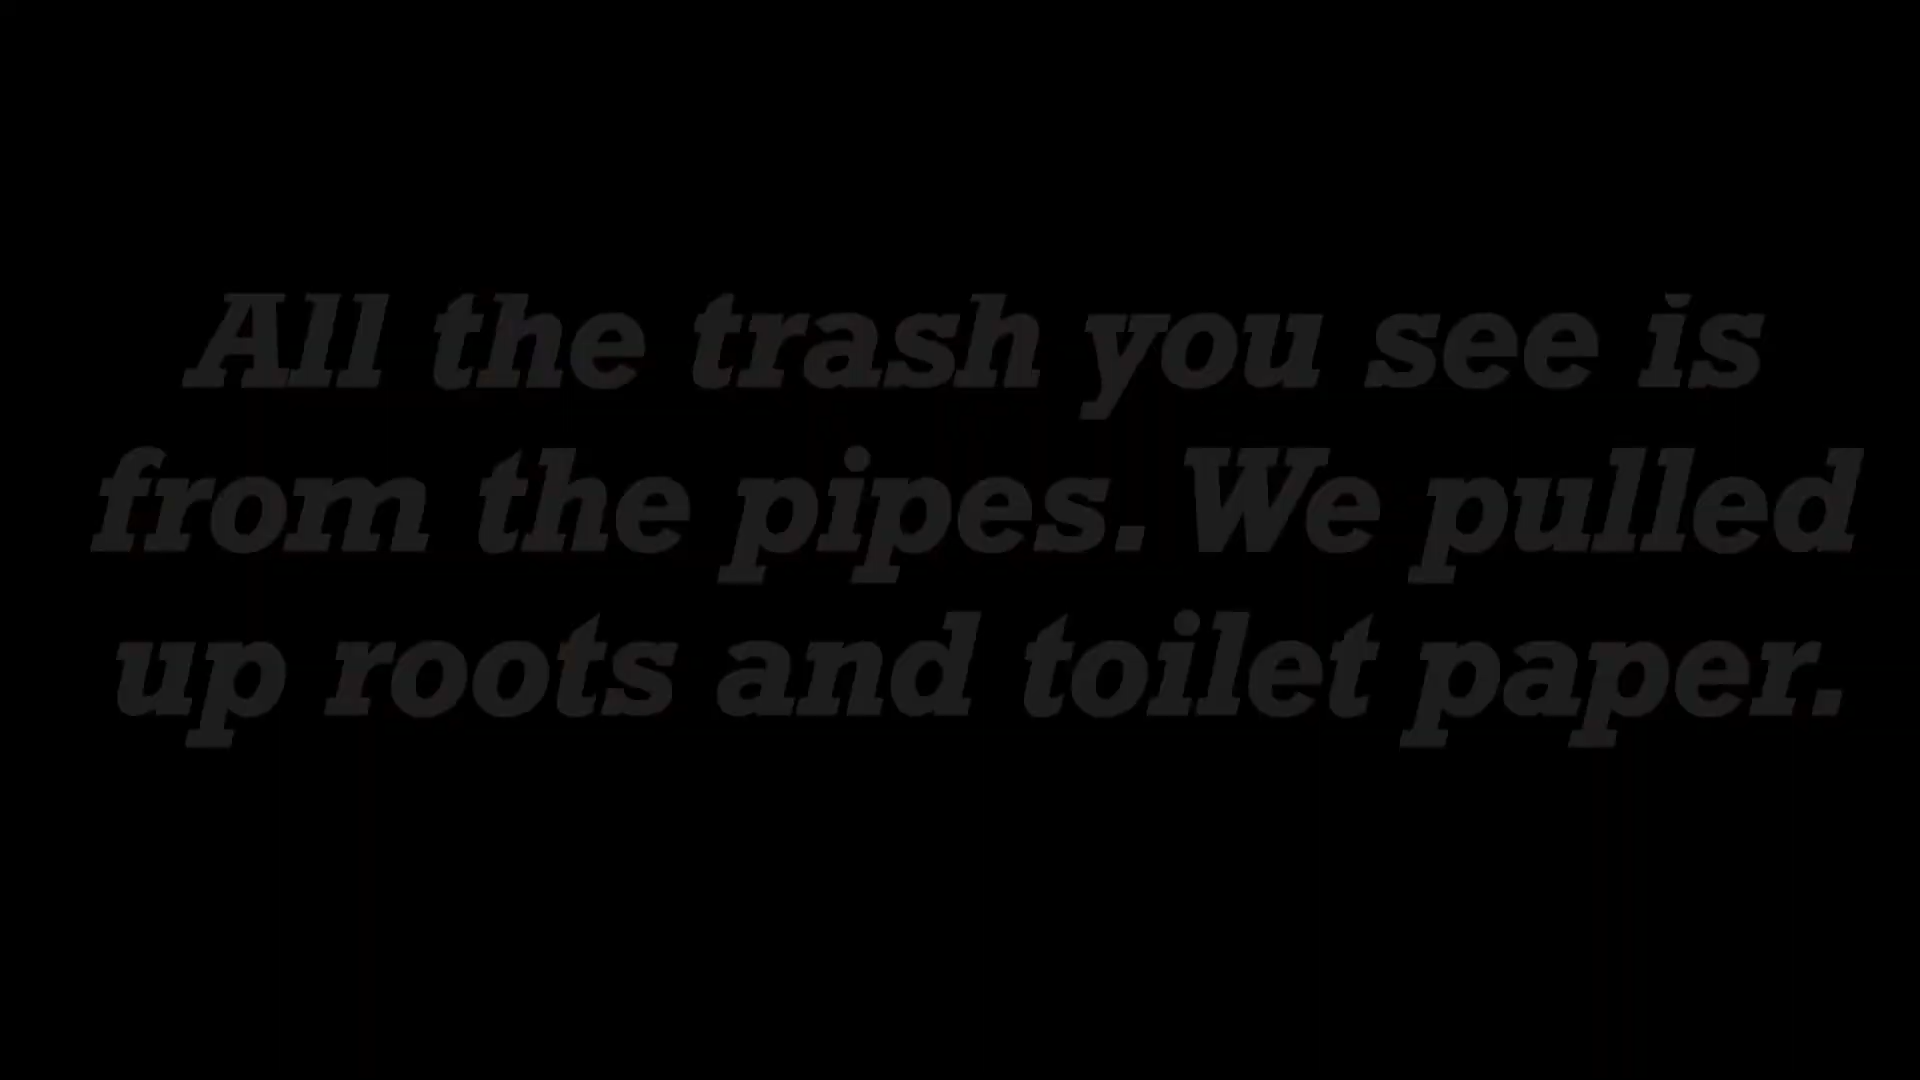 All the trash you see is
from the pipes. We pulled
up roots and toilet paper.